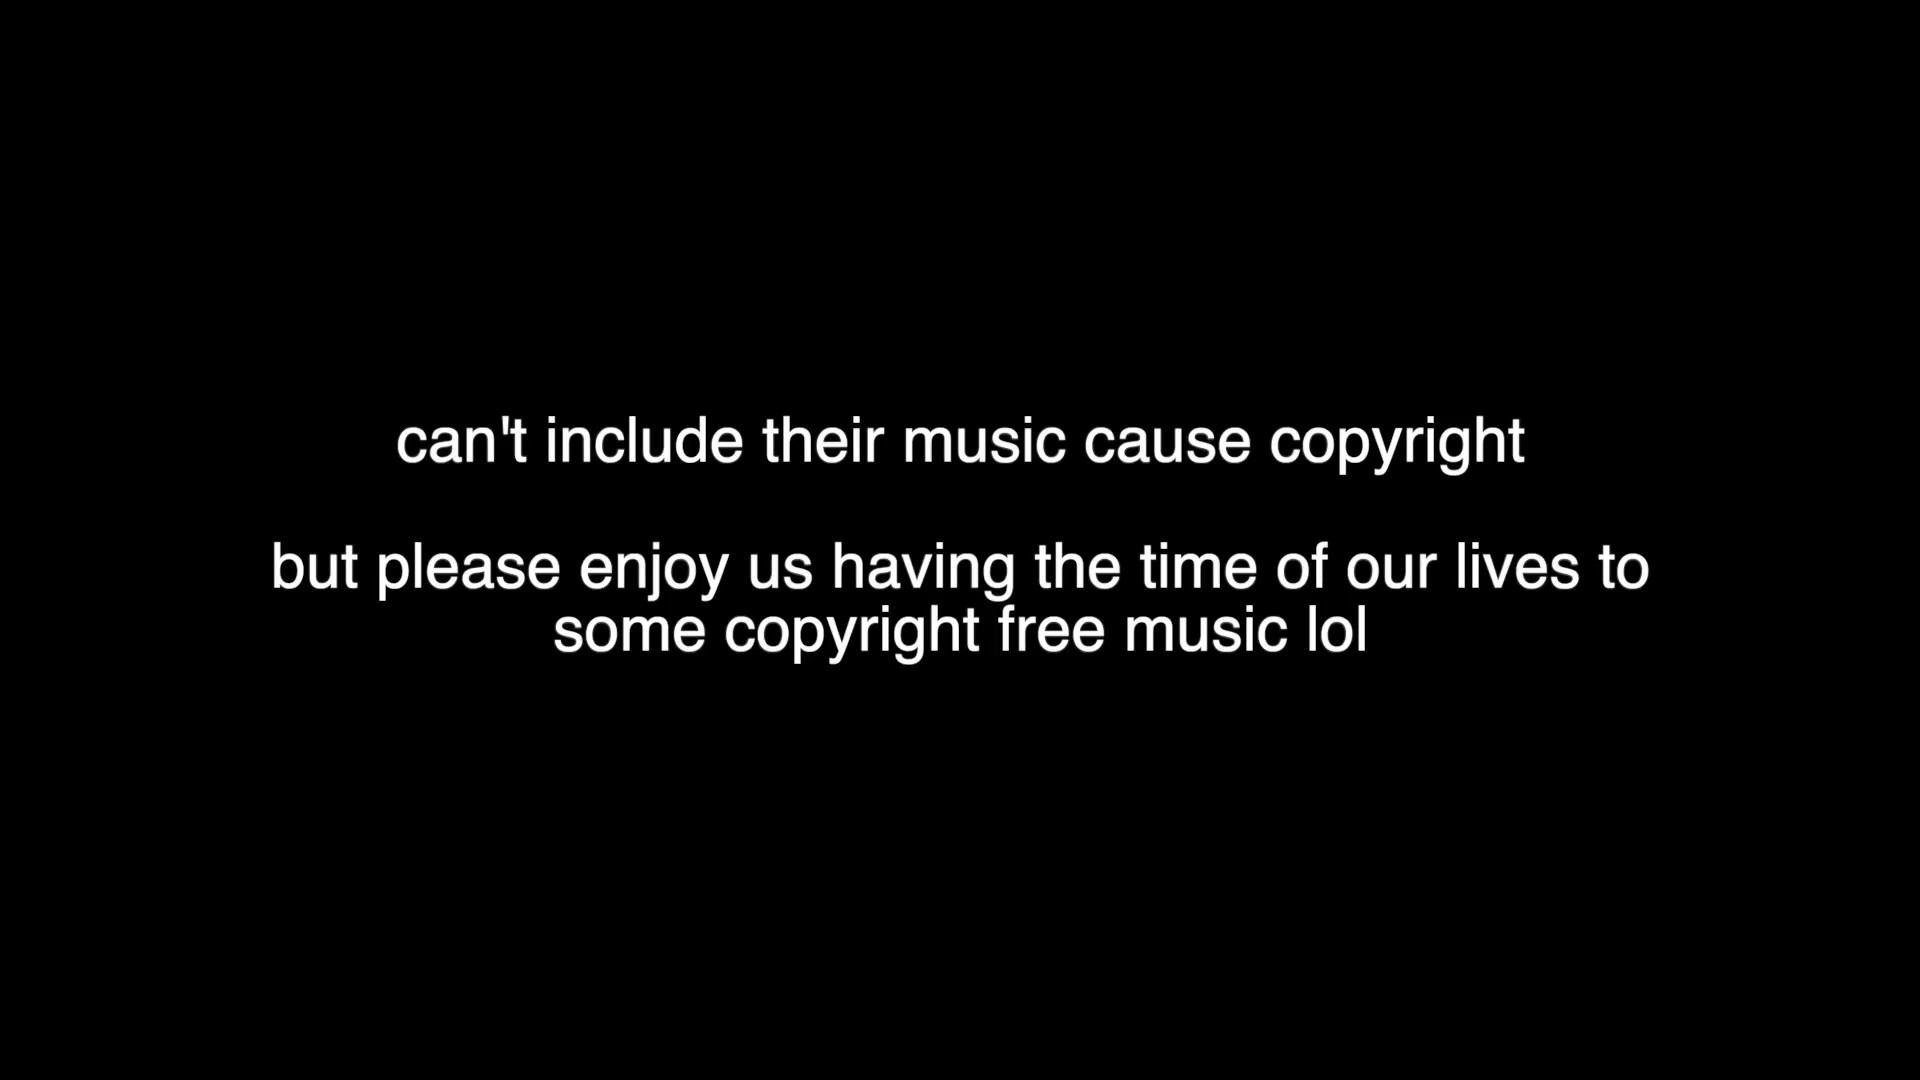 can't include their music cause copyright
but please enjoy us having the time of our lives to
some copyright free music lol